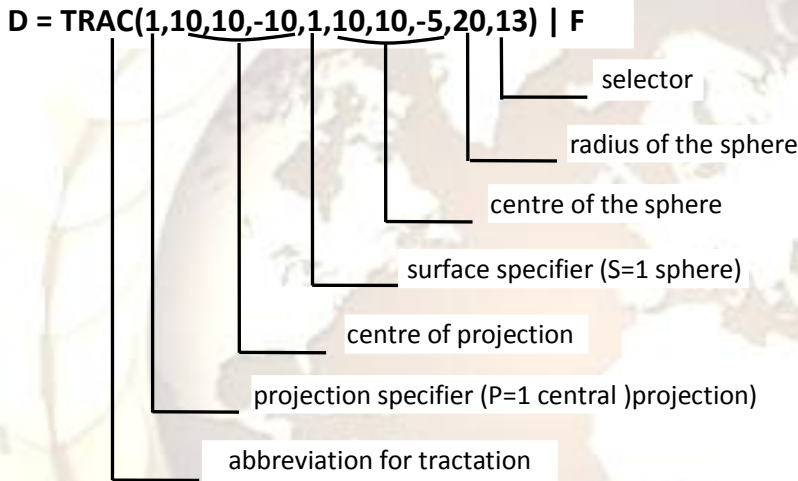 D = TRAC(1,10,10,-10,1,10,10,-5,20,13) | F
selector
radius of the sphere
centre of the sphere
surface specifier (S=1 sphere)
centre of projection
projection specifier (P=1 central )projection)
abbreviation for tractation